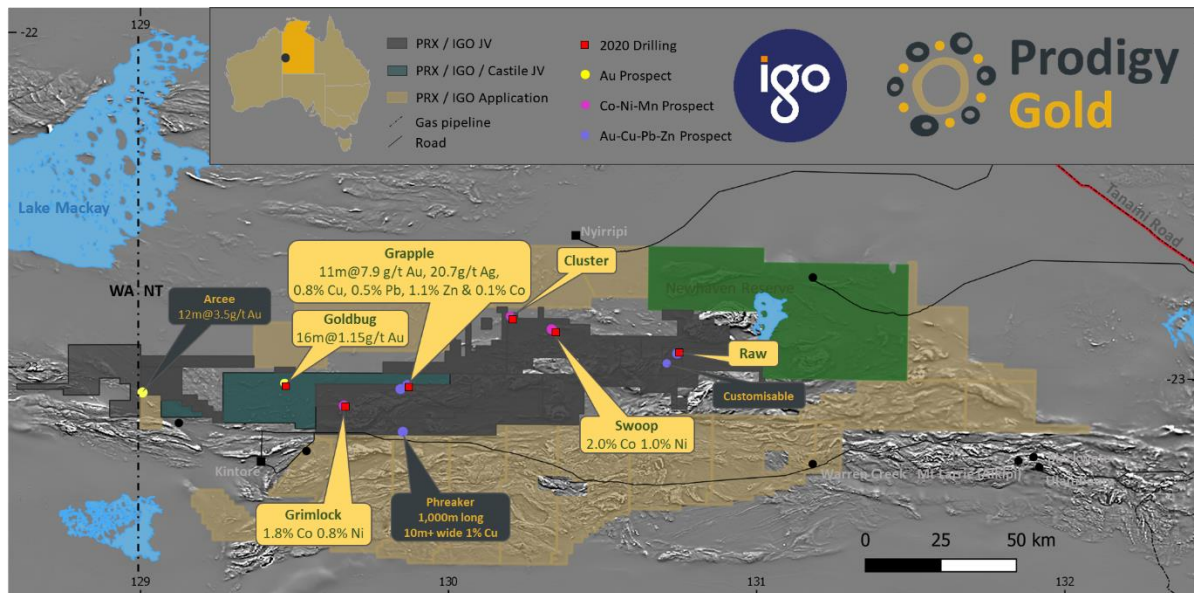 129
-22
PRX / IGO JV
PRX / IGO / Castile JV
PRX / IGO Application
Gas pipeline
Road
2020 Drilling
Au Prospect
Co-Ni-Mn Prospect
Au-Cu-Pb-Zn Prospect
igo
Prodigy
Gold
Lake Mackay
Tanami Road
Nyirripi
WA NT
Grapple
11m@7.9 g/t Au, 20.7g/t Ag,
0.8% Cu, 0.5% Pb, 1.1% Zn & 0.1% Co
Cluster
Newhaven Reserve
Arcee
12m@3.5g/t Au
Goldbug
16m@1.15g/t Au
Raw
-23
Customisable
Swoop
2.0% Co 1.0% Ni
Kintore
Warren Creek
Mt Liebig
Grimlock
1.8% Co 0.8% Ni
Phreaker
1,000m long
10m+ wide 1% Cu
0 25 50 km
129
130
131
132